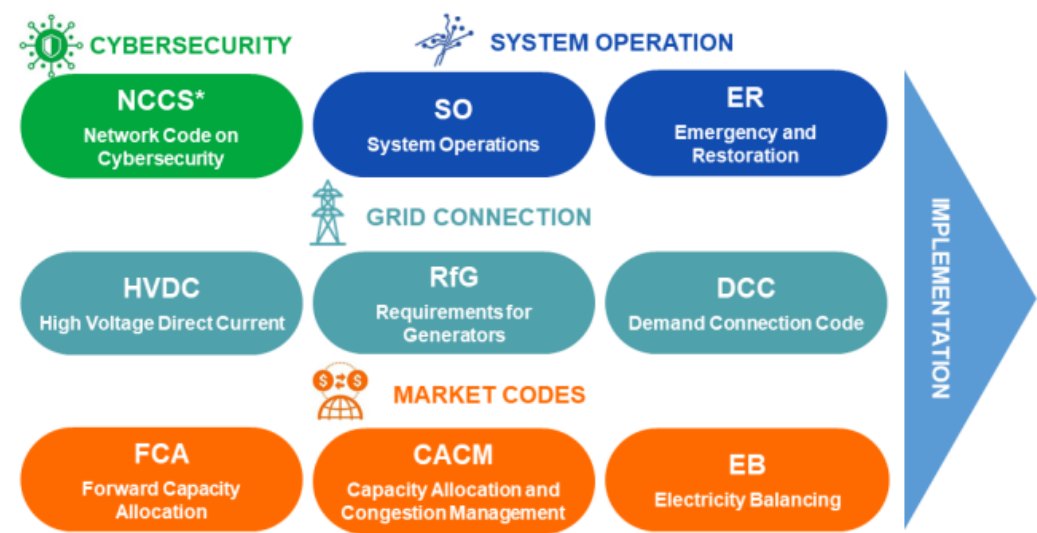 CYBERSECURITY
SYSTEM OPERATION
NCCS*
Network Code on
Cybersecurity
SO
System Operations
ER
Emergency and
Restoration
GRID CONNECTION
HVDC
High Voltage Direct Current
RfG
Requirements for
Generators
DCC
Demand Connection Code
MARKET CODES
FCA
Forward Capacity
Allocation
CACM
Capacity Allocation and
Congestion Management
EB
Electricity Balancing
IMPLEMENTATION